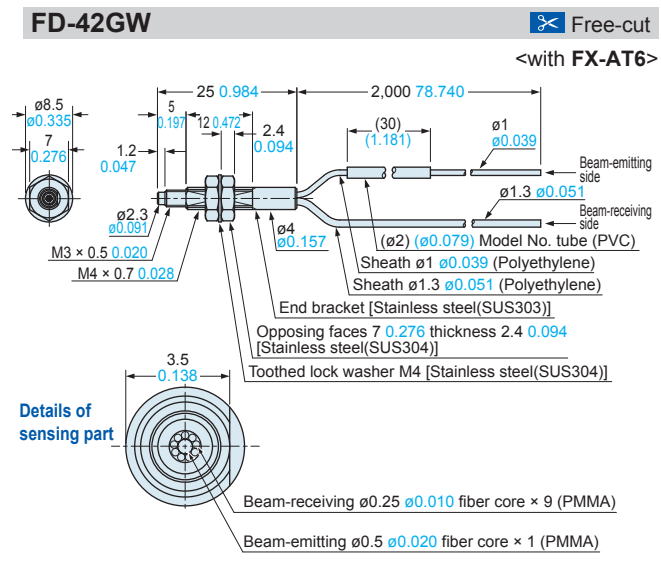 FD-42GW
Free-cut
<with FX-AT6>
25 0.984
2,000 78.740
ø8.5
ø0.335
7
0.276
5
0.197
12 0.472
2.4
0.094
1.2
0.047
(30)
(1.181)
ø1
ø0.039
Beam-emitting
side
ø1.3 ø0.051
Beam-receiving
side
ø2.3
ø0.091
ø4
ø0.157
M3 × 0.5 0.020
M4 × 0.7 0.028
(ø2) (ø0.079) Model No. tube (PVC)
Sheath ø1 ø0.039 (Polyethylene)
Sheath ø1.3 ø0.051 (Polyethylene)
End bracket [Stainless steel(SUS303)]
Opposing faces 7 0.276 thickness 2.4 0.094
[Stainless steel(SUS304)]
Toothed lock washer M4 [Stainless steel(SUS304)]
3.5
0.138
Details of
sensing part
Beam-receiving ø0.25 ø0.010 fiber core × 9 (PMMA)
Beam-emitting ø0.5 ø0.020 fiber core × 1 (PMMA)